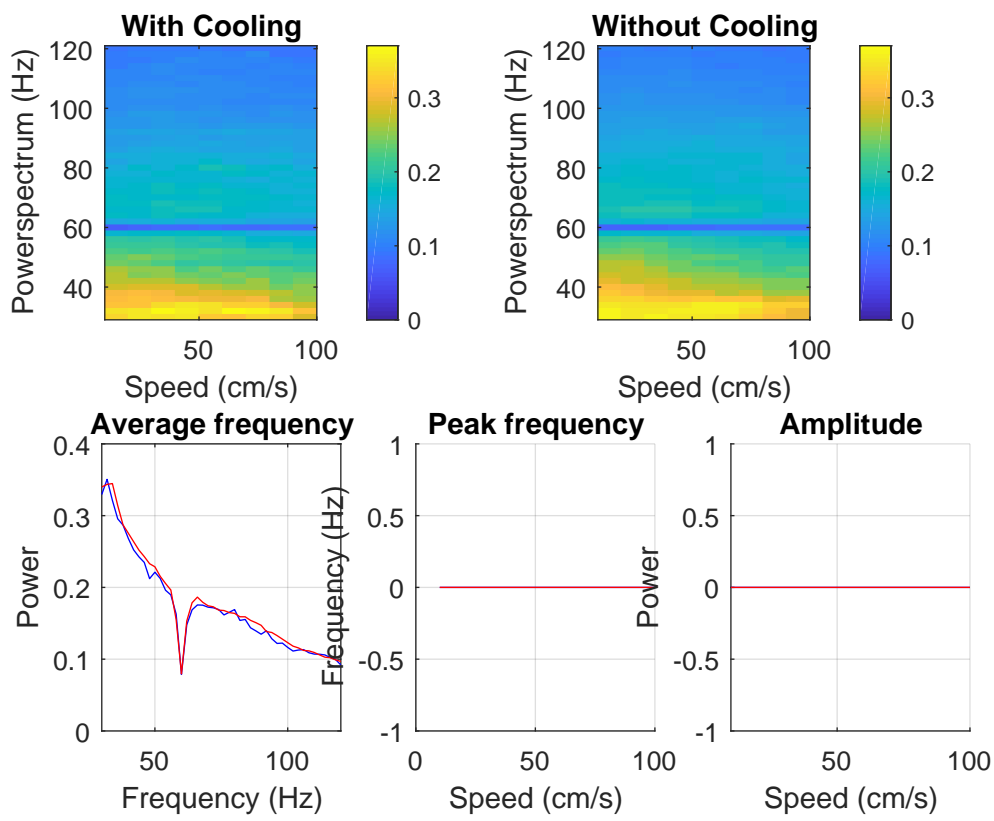 With Cooling
Powerspectrum (Hz)
120
100
80
60
40
50
100
Speed (cm/s)
0.3
0.2
0.1
0
Without Cooling
Powerspectrum (Hz)
120
100
80
60
40
50
100
Speed (cm/s)
0.3
0.2
0.1
0
Average frequency
Power
0.4
0.3
0.2
0.1
0
50
100
Frequency (Hz)
Peak frequency
Frequency (Hz)
1
0.5
0
-0.5
-1
0
50
100
Speed (cm/s)
Amplitude
Power
1
0.5
0
-0.5
-1
50
100
Speed (cm/s)